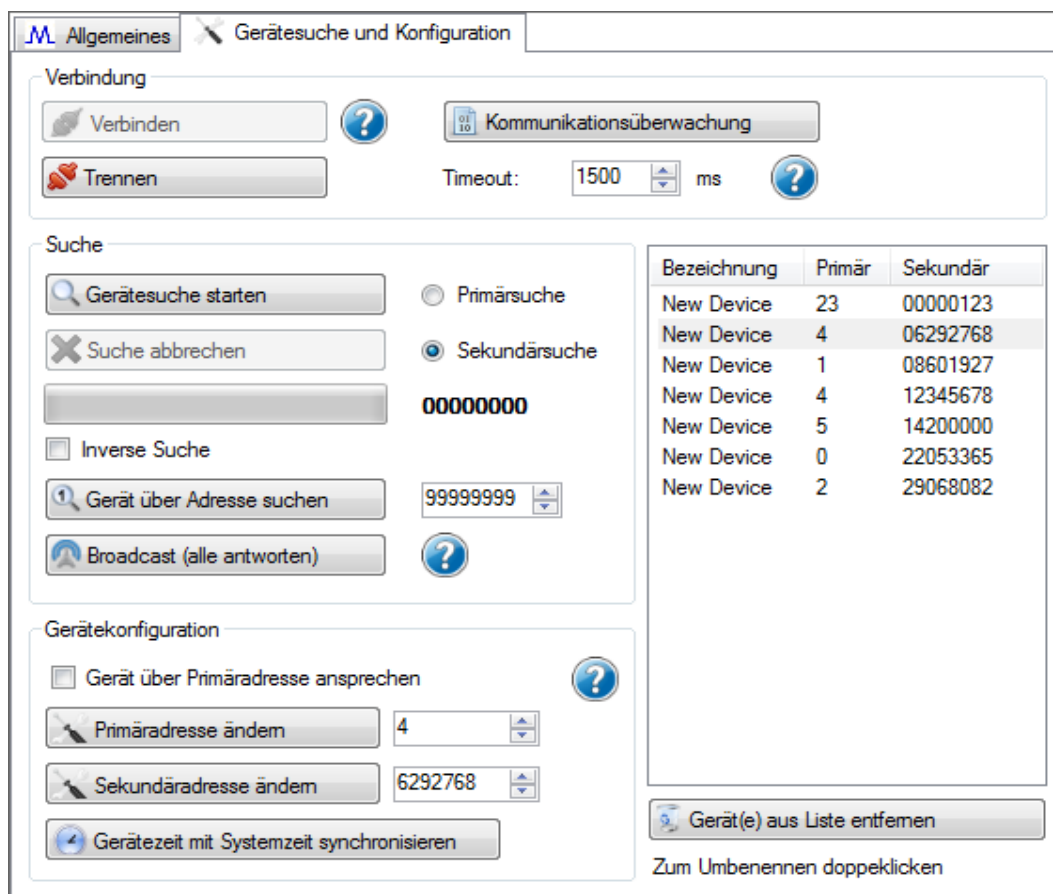 Allgemeines
Gerätesuche und Konfiguration
Verbindung
Verbinden
Kommunikationsüberwachung
Trennen
Timeout: 1500 ms
Suche
Gerätesuche starten
Primärsuche
Suche abbrechen
Sekundärsuche
00000000
Inverse Suche
Gerät über Adresse suchen
99999999
Broadcast (alle antworten)
Bezeichnung Primär Sekundär
New Device 23 00000123
New Device 4 06292768
New Device 1 08601927
New Device 4 12345678
New Device 5 14200000
New Device 0 22053365
New Device 2 29068082
Gerätekonfiguration
Gerät über Primäradresse ansprechen
Primäradresse ändern
4
Sekundäradresse ändern
6292768
Gerätezeit mit Systemzeit synchronisieren
Gerät(e) aus Liste entfernen
Zum Umbenennen doppeklicken